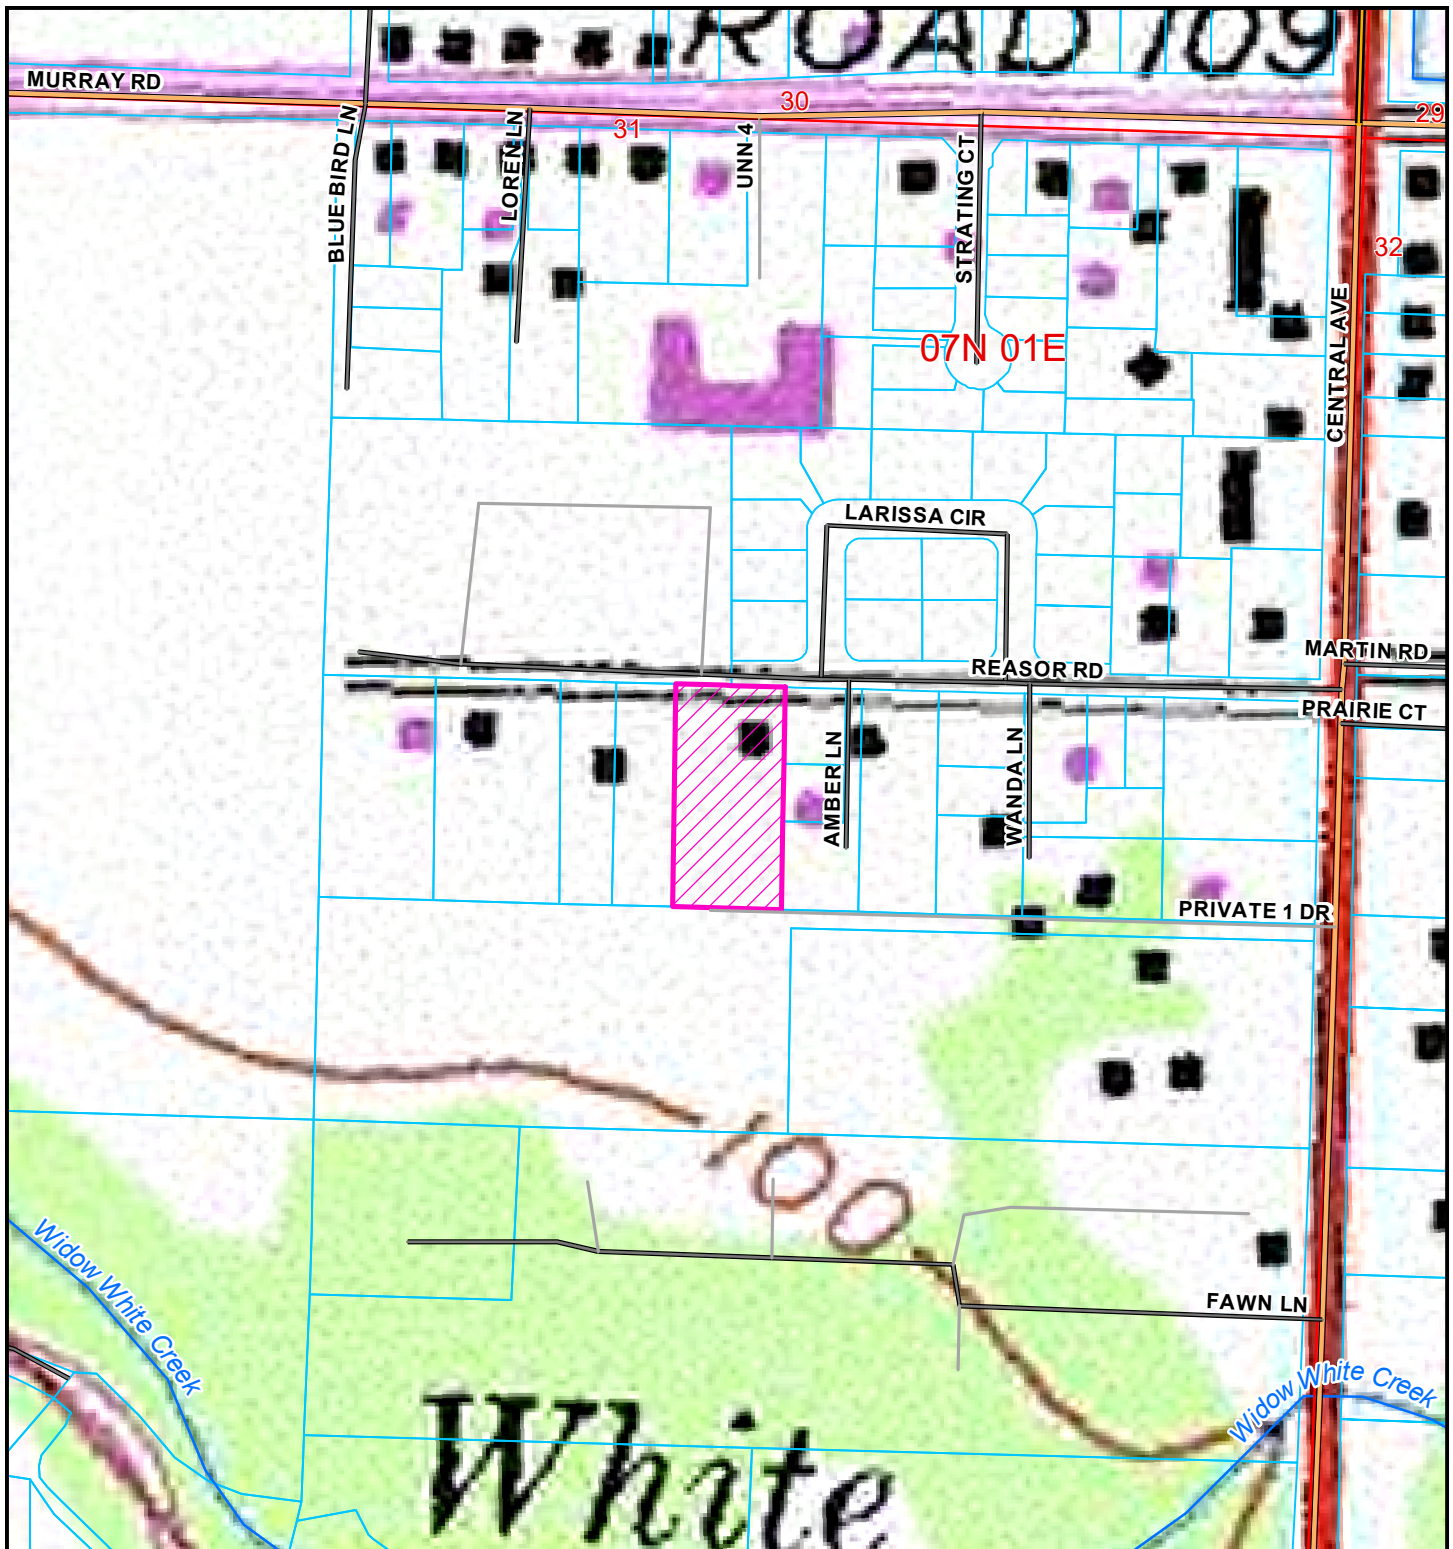 ROAD 109
MURRAY RD
30
29
31
BLUE-BIRD LN
LOREN LN
UNN 4
STRATING CT
32
CENTRAL AVE
07N 01E
LARISSA CIR
MARTIN RD
REASOR RD
PRAIRIE CT
AMBER LN
WANDA LN
PRIVATE 1 DR
100
Widow White Creek
FAWN LN
Widow White Creek
White